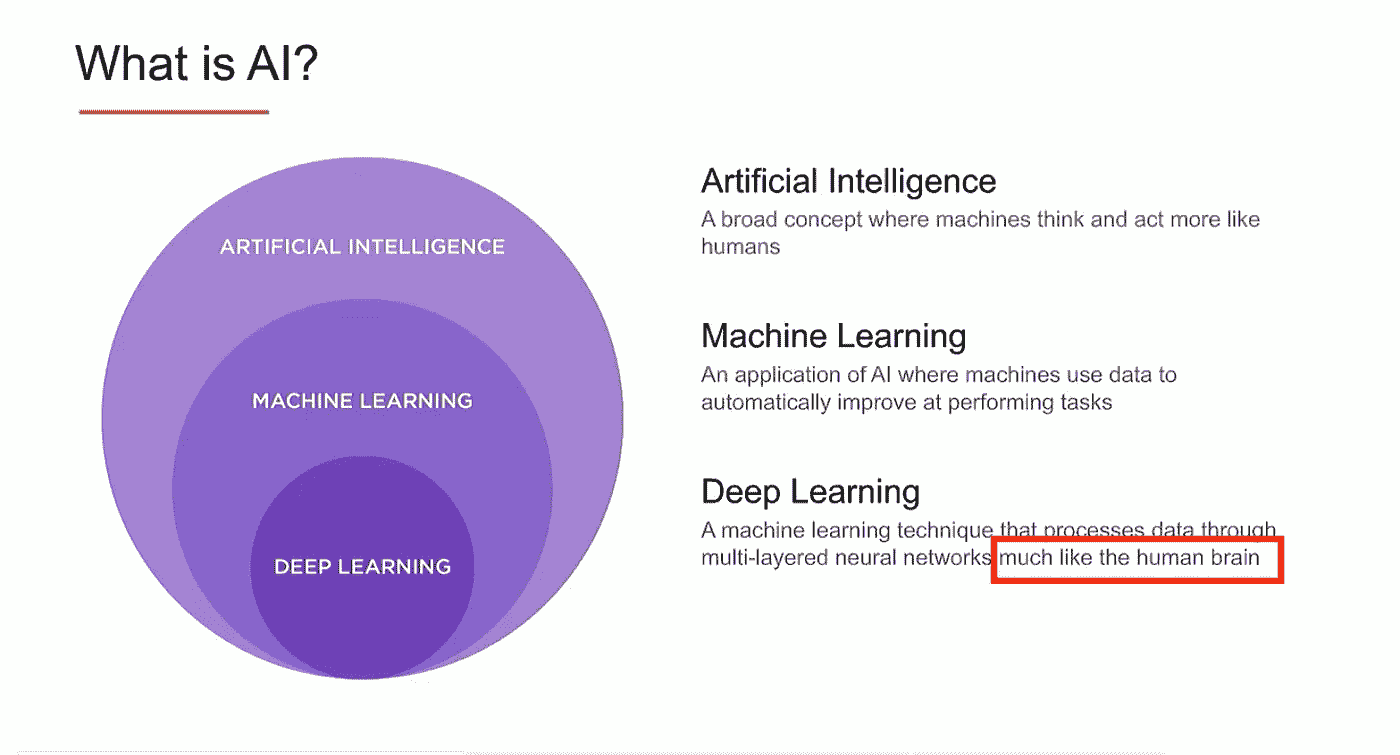 What is AI?
ARTIFICIAL INTELLIGENCE
MACHINE LEARNING
DEEP LEARNING
Artificial Intelligence
A broad concept where machines think and act more like
humans
Machine Learning
An application of AI where machines use data to
automatically improve at performing tasks
Deep Learning
A machine learning technique that processes data through
multi-layered neural networks much like the human brain